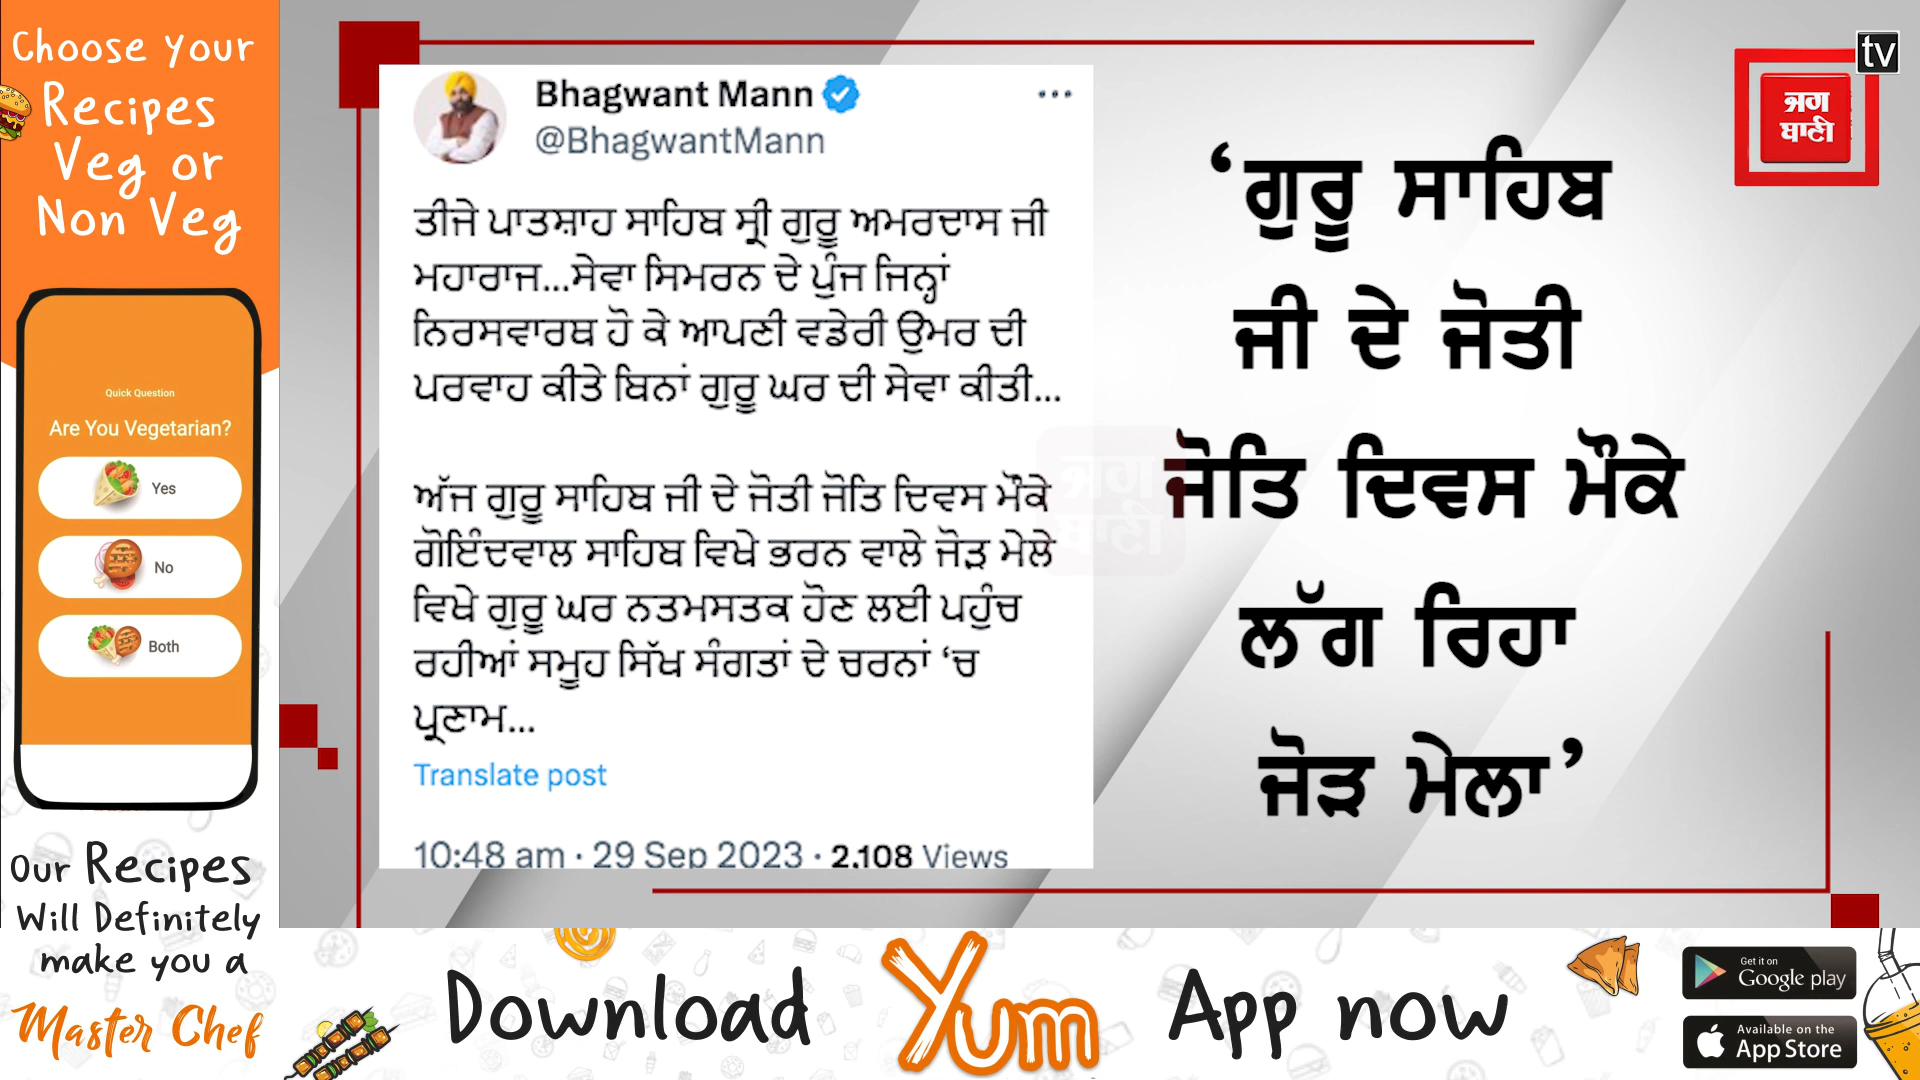 Choose your
Recipes
Veg or
Non Veg
Quick Question
Are You Vegetarian?
Yes
No
Both
Our Recipes
Will Definitely
make you a
Master Chef
Bhagwant Mann
@BhagwantMann
ਤੀਜੇ ਪਾਤਸ਼ਾਹ ਸਾਹਿਬ ਸ੍ਰੀ ਗੁਰੂ ਅਮਰਦਾਸ ਜੀ
ਮਹਾਰਾਜ...ਸੇਵਾ ਸਿਮਰਨ ਦੇ ਪੁੰਜ ਜਿਨ੍ਹਾਂ
ਨਿਰਸਵਾਰਥ ਹੋ ਕੇ ਆਪਣੀ ਵਡੇਰੀ ਉਮਰ ਦੀ
ਪਰਵਾਹ ਕੀਤੇ ਬਿਨਾਂ ਗੁਰੂ ਘਰ ਦੀ ਸੇਵਾ ਕੀਤੀ...
ਅੱਜ ਗੁਰੂ ਸਾਹਿਬ ਜੀ ਦੇ ਜੋਤੀ ਜੋਤਿ ਦਿਵਸ ਮੌਕੇ
ਗੋਇੰਦਵਾਲ ਸਾਹਿਬ ਵਿਖੇ ਭਰਨ ਵਾਲੇ ਜੋੜ ਮੇਲੇ
ਵਿਖੇ ਗੁਰੂ ਘਰ ਨਤਮਸਤਕ ਹੋਣ ਲਈ ਪਹੁੰਚ
ਰਹੀਆਂ ਸਮੂਹ ਸਿੱਖ ਸੰਗਤਾਂ ਦੇ ਚਰਨਾਂ ‘ਚ
ਪ੍ਰਣਾਮ...
Translate post
10:48 am · 29 Sep 2023 · 2,108 Views
‘ਗੁਰੂ ਸਾਹਿਬ
ਜੀ ਦੇ ਜੋਤੀ
ਜੋਤਿ ਦਿਵਸ ਮੌਕੇ
ਲੱਗ ਰਿਹਾ
ਜੋੜ ਮੇਲਾ’
tv
ਜਗ
ਬਾਣੀ
ਜਗ
ਬਾਣੀ
Download Yum App now
Get it on
Google play
Available on the
App Store